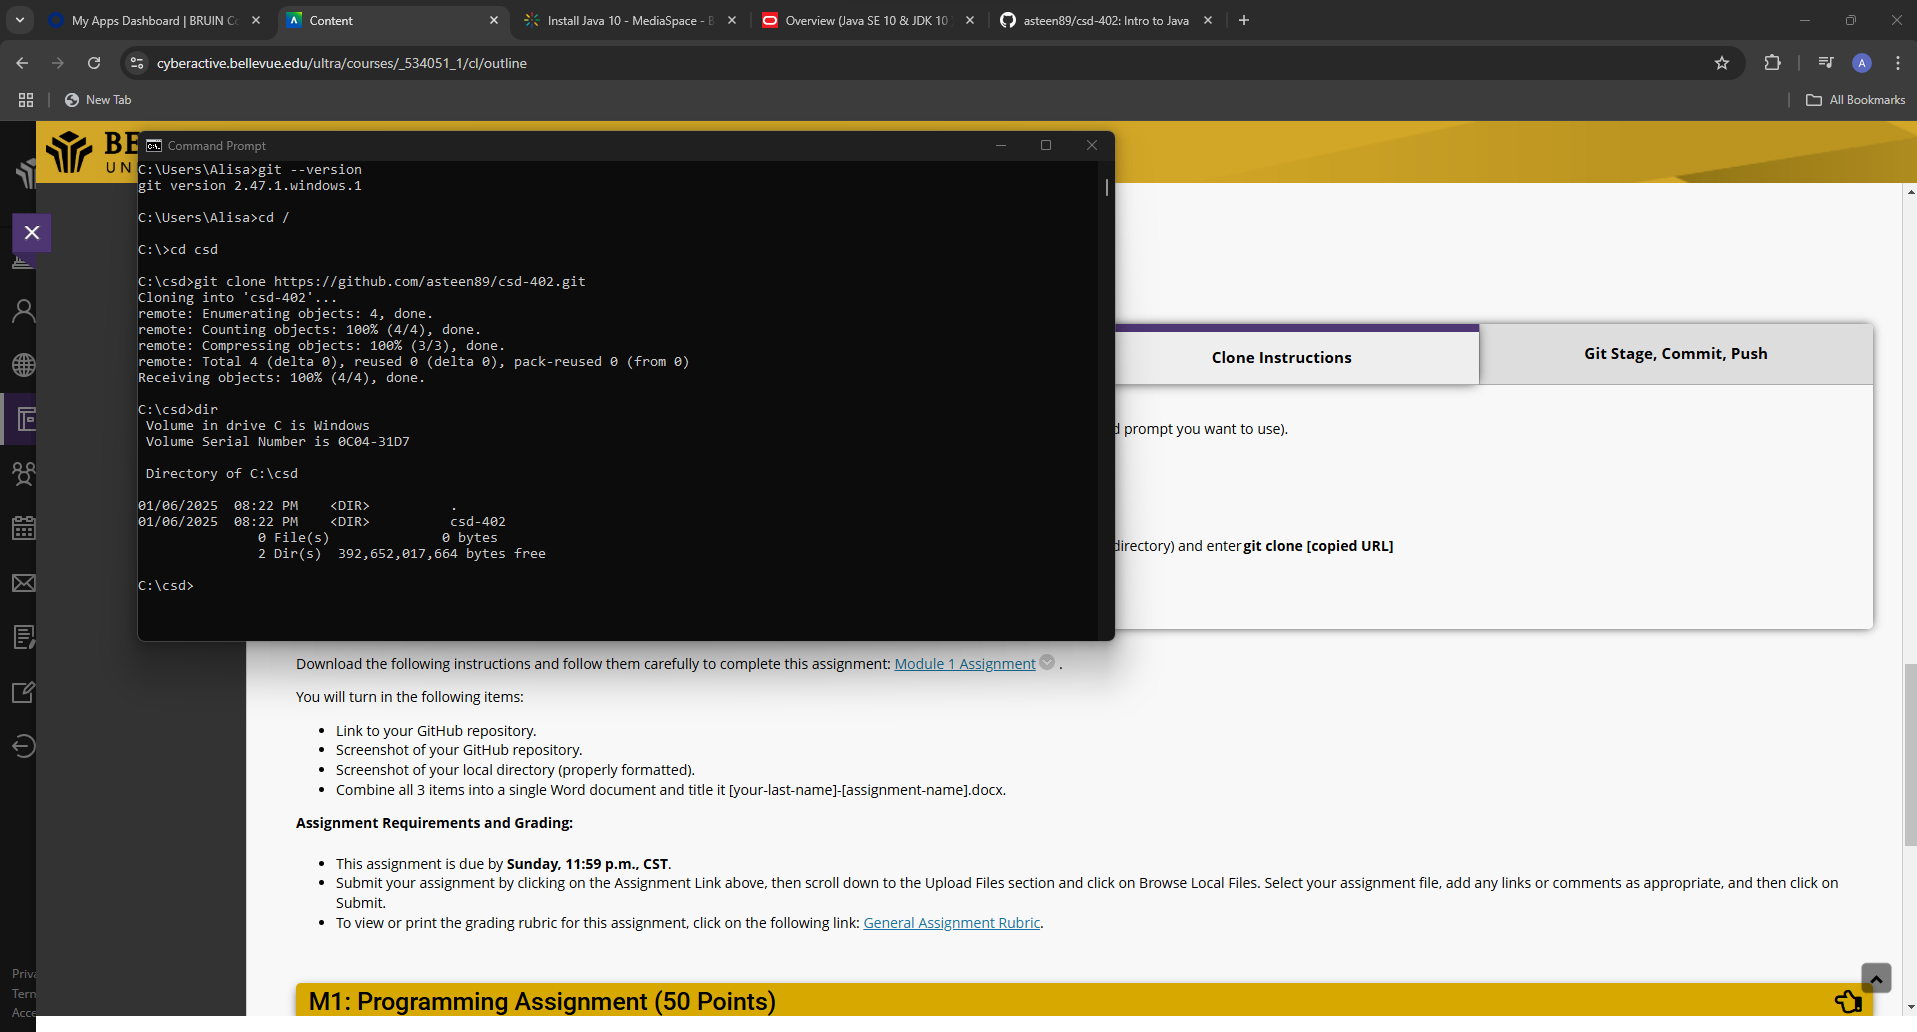 My Apps Dashboard | BRUIN Co
Content
Install Java 10 - MediaSpace - B
Overview (Java SE 10 & JDK 10
asteen89/csd-402: Intro to Java
cyberactive.bellevue.edu/ultra/courses/_534051_1/cl/outline
A
New Tab
All Bookmarks
BE
UN
Command Prompt
C:\Users\Alisa>git --version
git version 2.47.1.windows.1
C:\Users\Alisa>cd /
C:\>cd csd
C:\csd>git clone https://github.com/asteen89/csd-402.git
Cloning into 'csd-402'...
remote: Enumerating objects: 4, done.
remote: Counting objects: 100% (4/4), done.
remote: Compressing objects: 100% (3/3), done.
remote: Total 4 (delta 0), reused 0 (delta 0), pack-reused 0 (from 0)
Receiving objects: 100% (4/4), done.
C:\csd>dir
Volume in drive C is Windows
Volume Serial Number is 0C04-31D7
Directory of C:\csd
01/06/2025  08:22 PM    <DIR>          .
01/06/2025  08:22 PM    <DIR>          csd-402
0 File(s)              0 bytes
2 Dir(s)  392,652,017,664 bytes free
C:\csd>
Clone Instructions
Git Stage, Commit, Push
d prompt you want to use).
directory) and enter git clone [copied URL]
Download the following instructions and follow them carefully to complete this assignment: Module 1 Assignment .
You will turn in the following items:
• Link to your GitHub repository.
• Screenshot of your GitHub repository.
• Screenshot of your local directory (properly formatted).
• Combine all 3 items into a single Word document and title it [your-last-name]-[assignment-name].docx.
Assignment Requirements and Grading:
• This assignment is due by Sunday, 11:59 p.m., CST.
• Submit your assignment by clicking on the Assignment Link above, then scroll down to the Upload Files section and click on Browse Local Files. Select your assignment file, add any links or comments as appropriate, and then click on
Submit.
• To view or print the grading rubric for this assignment, click on the following link: General Assignment Rubric.
Priva
Term
Acce
M1: Programming Assignment (50 Points)